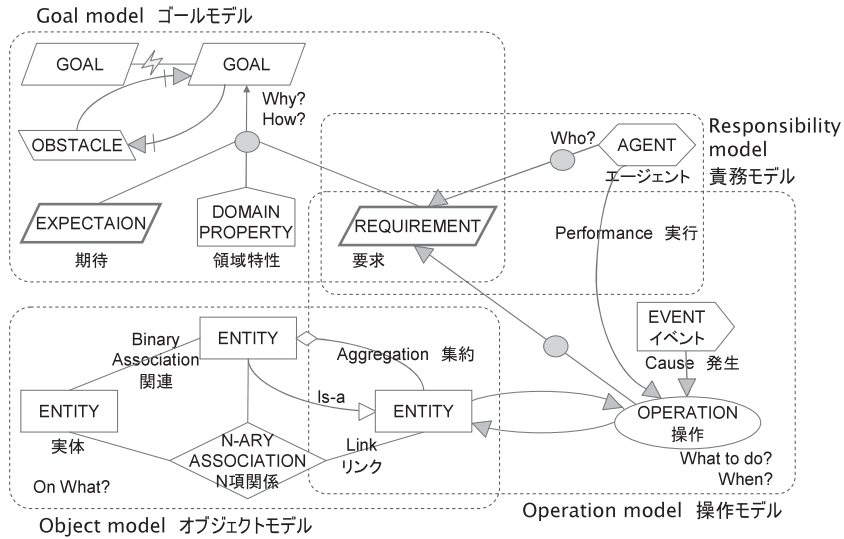 Goal model ゴールモデル
GOAL
GOAL
Why?
How?
OBSTACLE
Who?
AGENT
エージェント
Responsibility
model
責務モデル
EXPECTAION
期待
DOMAIN
PROPERTY
領域特性
REQUIREMENT
要求
Performance 実行
EVENT
イベント
Cause 発生
Binary
Association
関連
ENTITY
Aggregation 集約
Is-a
ENTITY
実体
ENTITY
OPERATION
操作
N-ARY
ASSOCIATION
N項関係
Link
リンク
What to do?
When?
On What?
Object model オブジェクトモデル
Operation model 操作モデル